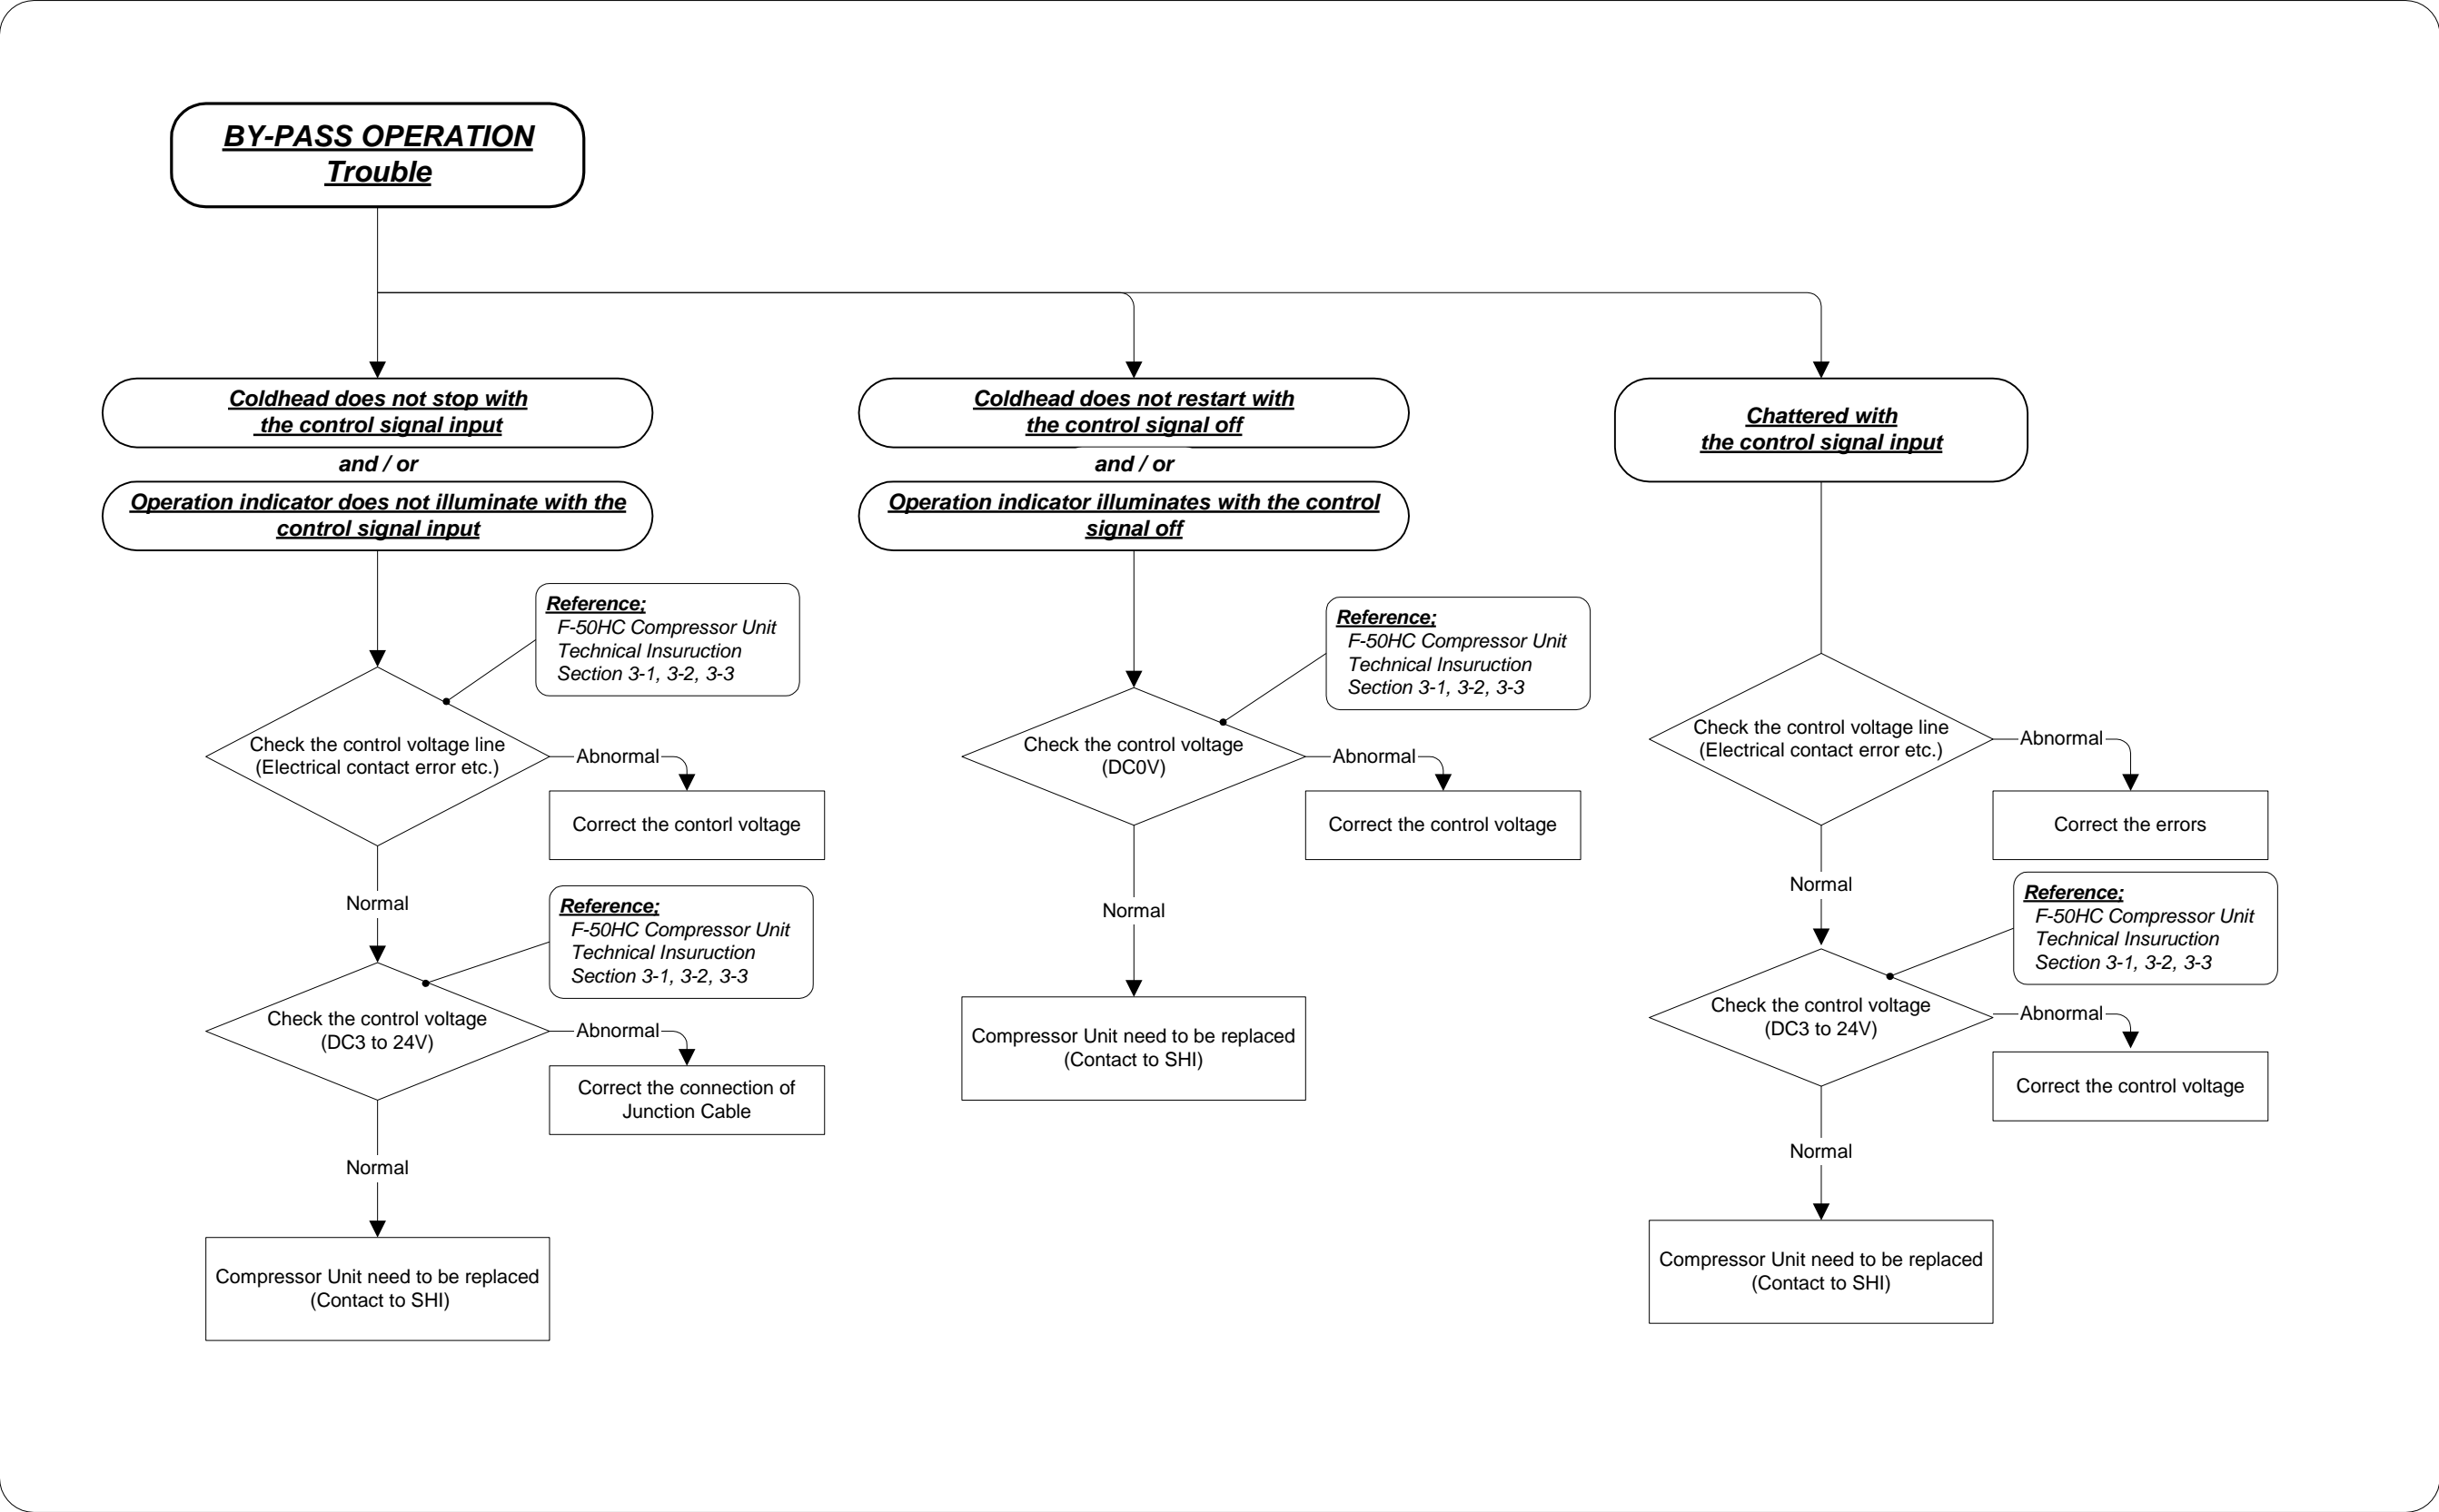 BY-PASS OPERATION
Trouble
Coldhead does not stop with
the control signal input
and / or
Operation indicator does not illuminate with the
control signal input
Reference;
F-50HC Compressor Unit
Technical Insuruction
Section 3-1, 3-2, 3-3
Check the control voltage line
(Electrical contact error etc.)
Abnormal
Correct the contorl voltage
Normal
Reference;
F-50HC Compressor Unit
Technical Insuruction
Section 3-1, 3-2, 3-3
Check the control voltage
(DC3 to 24V)
Abnormal
Correct the connection of
Junction Cable
Normal
Compressor Unit need to be replaced
(Contact to SHI)
Coldhead does not restart with
the control signal off
and / or
Operation indicator illuminates with the control
signal off
Reference;
F-50HC Compressor Unit
Technical Insuruction
Section 3-1, 3-2, 3-3
Check the control voltage
(DC0V)
Abnormal
Correct the control voltage
Normal
Compressor Unit need to be replaced
(Contact to SHI)
Chattered with
the control signal input
Check the control voltage line
(Electrical contact error etc.)
Abnormal
Correct the errors
Normal
Reference;
F-50HC Compressor Unit
Technical Insuruction
Section 3-1, 3-2, 3-3
Check the control voltage
(DC3 to 24V)
Abnormal
Correct the control voltage
Normal
Compressor Unit need to be replaced
(Contact to SHI)